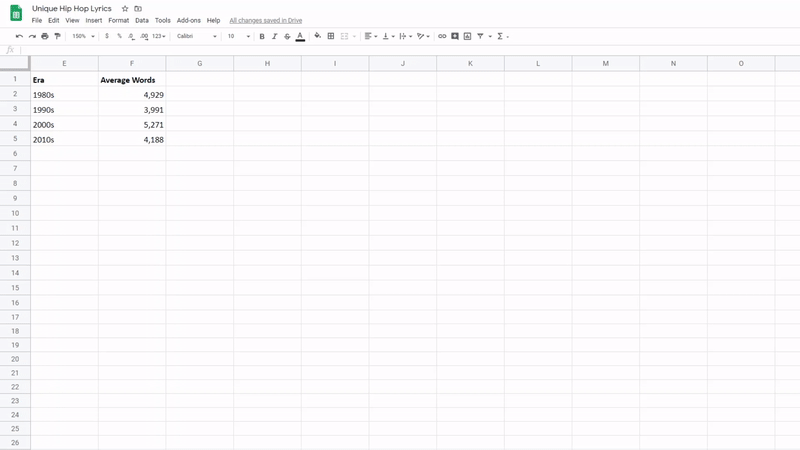 Unique Hip Hop Lyrics
File Edit View Insert Format Data Tools Add-ons Help All changes saved in Drive
150% $ % .0 .00 123 Calibri 10 B I S A
fx
E F G H I J K L M N O
1 Era Average Words
2 1980s 4,929
3 1990s 3,991
4 2000s 5,271
5 2010s 4,188
6
7
8
9
10
11
12
13
14
15
16
17
18
19
20
21
22
23
24
25
26